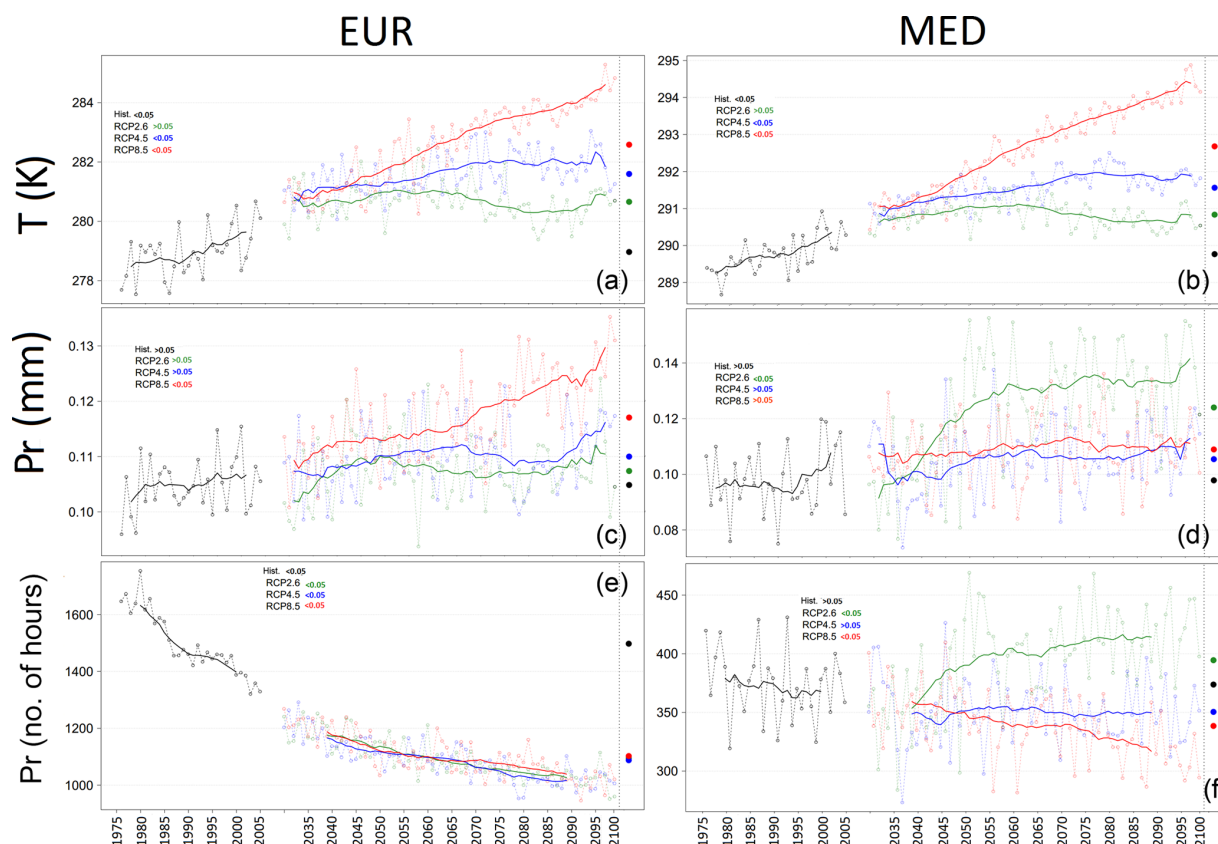 EUR
MED
T (K)
284
282
280
278
Hist. <0.05
RCP2.6 >0.05
RCP4.5 <0.05
RCP8.5 <0.05
(a)
295
294
293
292
291
290
289
Hist. <0.05
RCP2.6 >0.05
RCP4.5 <0.05
RCP8.5 <0.05
(b)
Pr (mm)
0.13
0.12
0.11
0.10
Hist. >0.05
RCP2.6 >0.05
RCP4.5 >0.05
RCP8.5 <0.05
(c)
0.14
0.12
0.10
0.08
Hist. >0.05
RCP2.6 <0.05
RCP4.5 >0.05
RCP8.5 >0.05
(d)
Pr (no. of hours)
1600
1400
1200
1000
Hist. <0.05
RCP2.6 <0.05
RCP4.5 <0.05
RCP8.5 <0.05
(e)
450
400
350
300
Hist. >0.05
RCP2.6 <0.05
RCP4.5 >0.05
RCP8.5 <0.05
(f
1975
1980
1985
1990
1995
2000
2005
2035
2040
2045
2050
2055
2060
2065
2070
2075
2080
2085
2090
2095
2100
1975
1980
1985
1990
1995
2000
2005
2035
2040
2045
2050
2055
2060
2065
2070
2075
2080
2085
2090
2095
2100